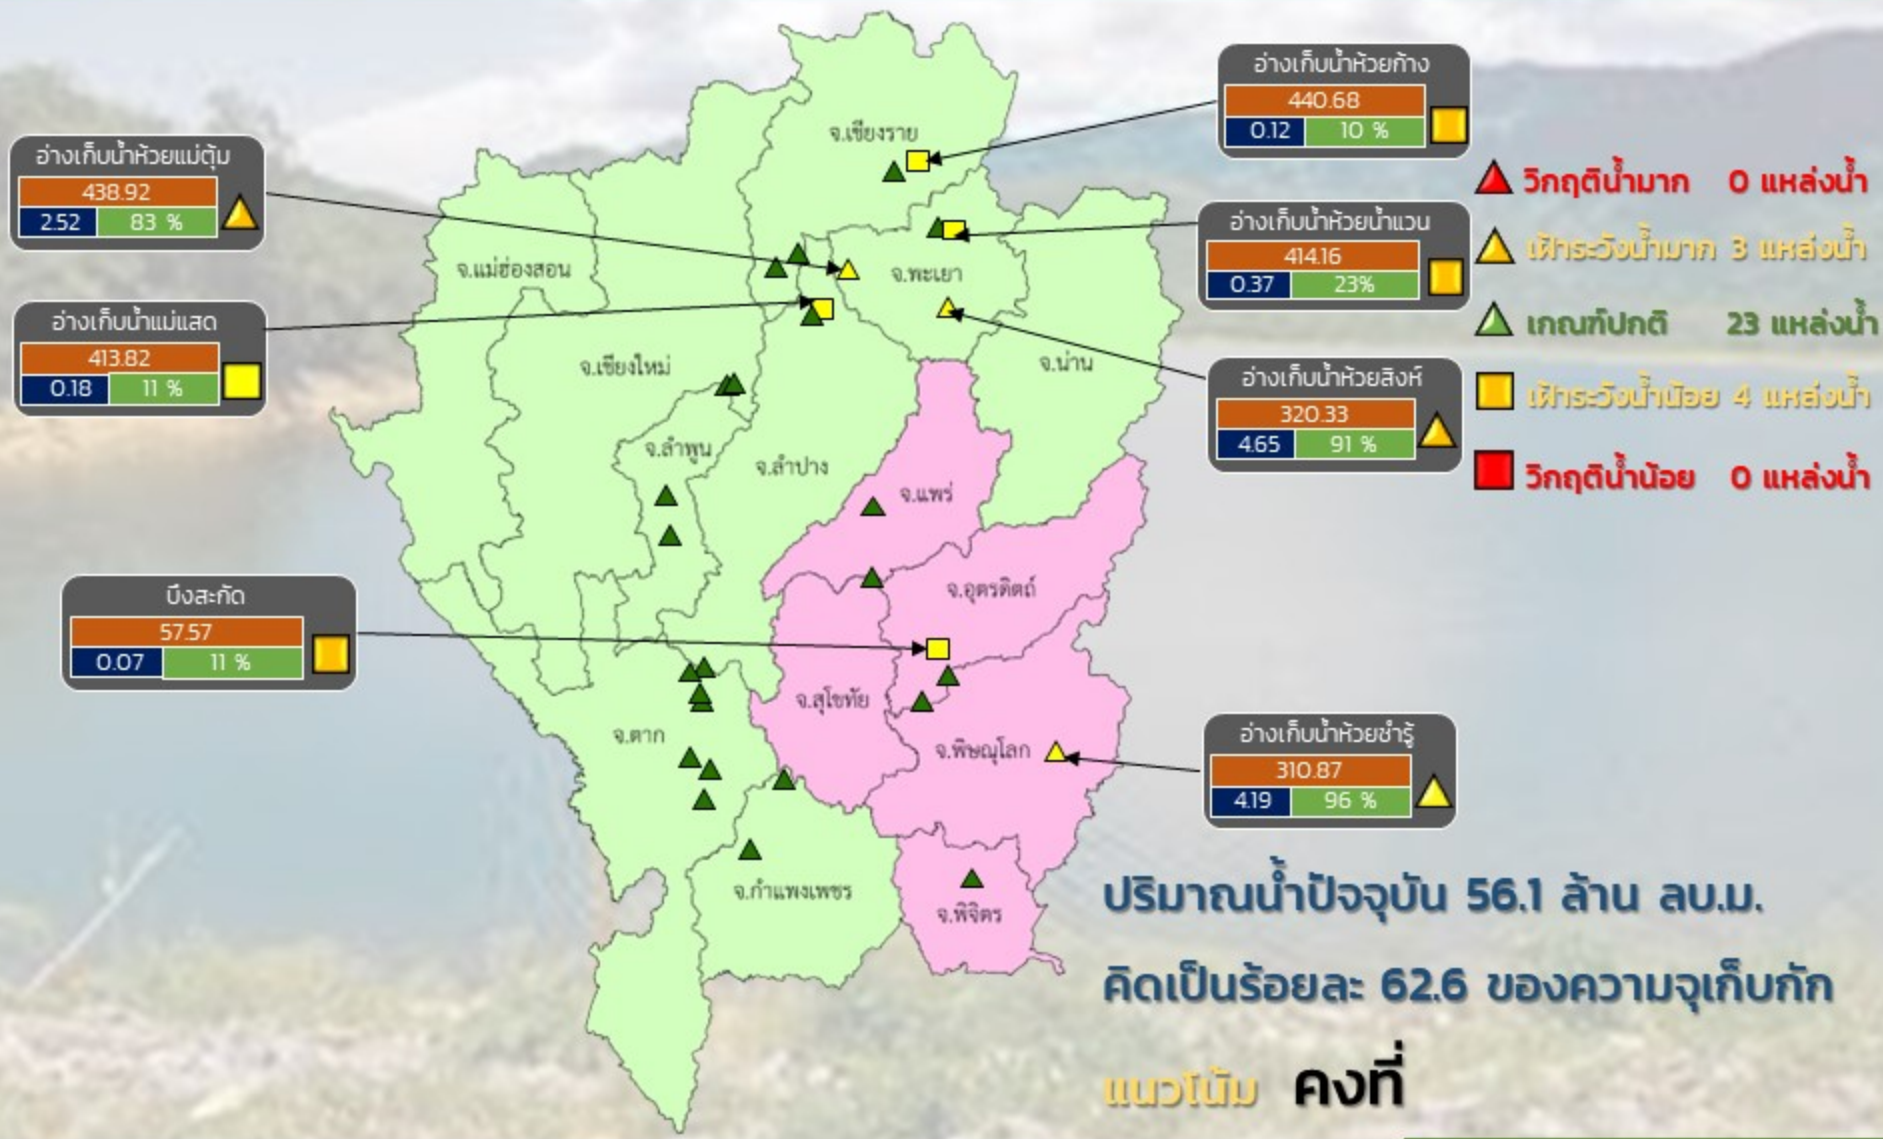 อ่างเก็บน้ำห้วยแม่ตุ้ม
438.92
2.52 83 %
อ่างเก็บน้ำแม่แสด
413.82
0.18 11 %
บึงสะกัด
57.57
0.07 11 %
จ.เชียงราย
จ.แม่ฮ่องสอน
จ.พะเยา
จ.เชียงใหม่
จ.น่าน
จ.ลำพูน
จ.ลำปาง
จ.แพร่
จ.อุตรดิตถ์
จ.สุโขทัย
จ.ตาก
จ.พิษณุโลก
จ.กำแพงเพชร
จ.พิจิตร
อ่างเก็บน้ำห้วยก้าง
440.68
0.12 10 %
อ่างเก็บน้ำห้วยน้ำแวน
414.16
0.37 23%
อ่างเก็บน้ำห้วยสิงห์
320.33
4.65 91 %
อ่างเก็บน้ำห้วยซำรู้
310.87
4.19 96 %
วิกฤติน้ำมาก 0 แหล่งน้ำ
เฝ้าระวังน้ำมาก 3 แหล่งน้ำ
เกณฑ์ปกติ 23 แหล่งน้ำ
เฝ้าระวังน้ำน้อย 4 แหล่งน้ำ
วิกฤติน้ำน้อย 0 แหล่งน้ำ
ปริมาณน้ำปัจจุบัน 56.1 ล้าน ลบ.ม.
คิดเป็นร้อยละ 62.6 ของความจุเก็บกัก
แนวโน้ม คงที่